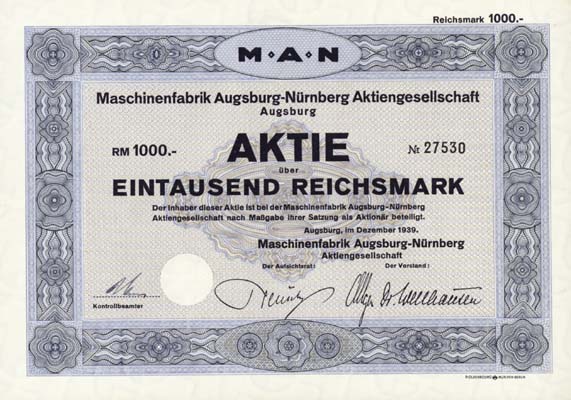 Reichsmark 1000.-
M·A·N
Maschinenfabrik Augsburg-Nürnberg Aktiengesellschaft
Augsburg
RM 1000.- AKTIE № 27530
über
EINTAUSEND REICHSMARK
Der Inhaber dieser Aktie ist bei der Maschinenfabrik Augsburg-Nürnberg
Aktiengesellschaft nach Maßgabe ihrer Satzung als Aktionär beteiligt.
Augsburg, im Dezember 1939.
Maschinenfabrik Augsburg-Nürnberg
Aktiengesellschaft
Der Aufsichtsrat: Der Vorstand:
Kontrollbeamter